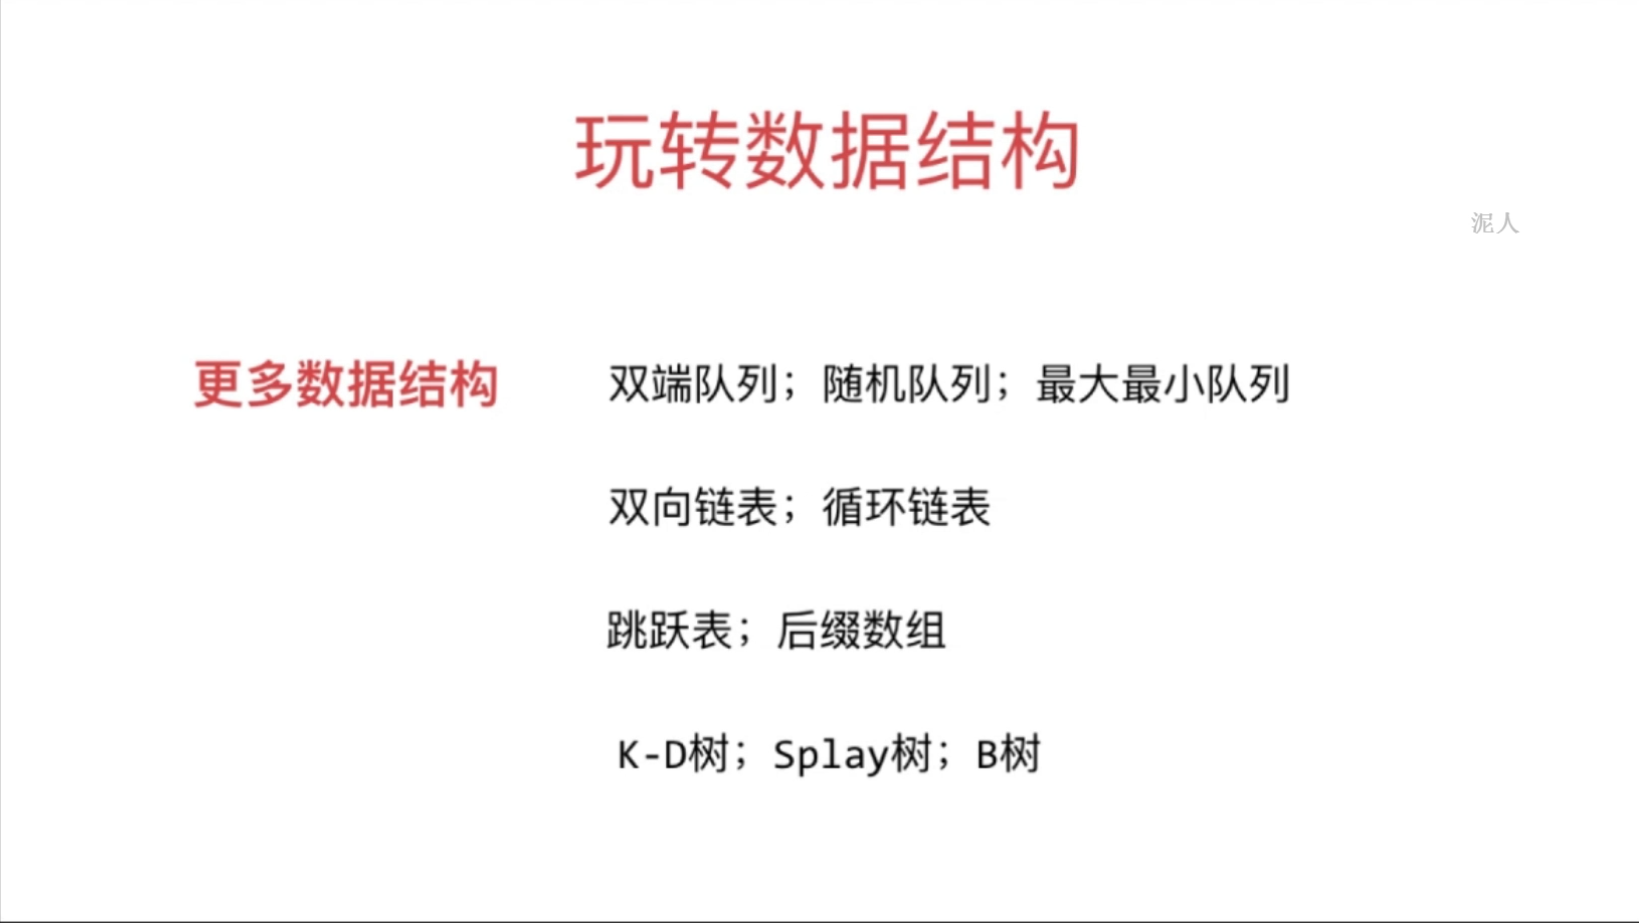 玩转数据结构
泥人
更多数据结构 双端队列；随机队列；最大最小队列
双向链表；循环链表
跳跃表；后缀数组
K-D树；Splay树；B树